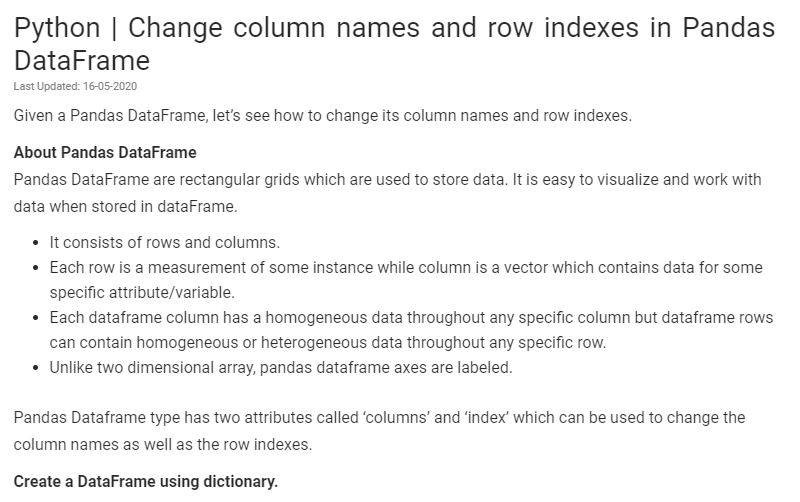 Python | Change column names and row indexes in Pandas
DataFrame
Last Updated: 16-05-2020
Given a Pandas DataFrame, let’s see how to change its column names and row indexes.
About Pandas DataFrame
Pandas DataFrame are rectangular grids which are used to store data. It is easy to visualize and work with
data when stored in dataFrame.
• It consists of rows and columns.
• Each row is a measurement of some instance while column is a vector which contains data for some
specific attribute/variable.
• Each dataframe column has a homogeneous data throughout any specific column but dataframe rows
can contain homogeneous or heterogeneous data throughout any specific row.
• Unlike two dimensional array, pandas dataframe axes are labeled.
Pandas Dataframe type has two attributes called ‘columns’ and ‘index’ which can be used to change the
column names as well as the row indexes.
Create a DataFrame using dictionary.